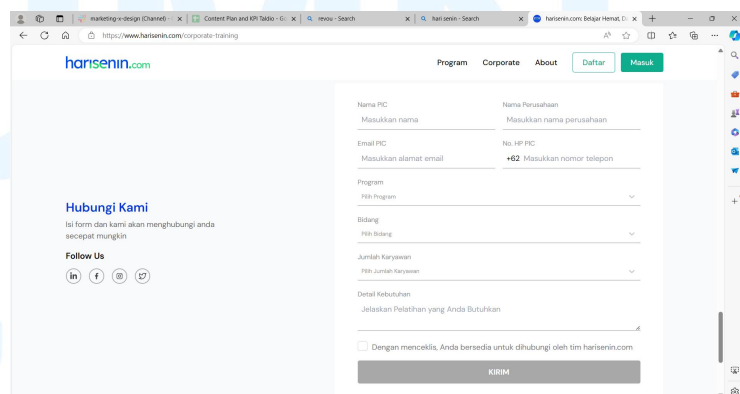 marketing-x-design (Channel) -
Content Plan and KPI Taldio - Go
revou - Search
hari senin - Search
harisenin.com: Belajar Hemat, Di
https://www.harisenin.com/corporate-training
harisenin.com
Program Corporate About Daftar Masuk
Nama PIC Nama Perusahaan
Masukkan nama Masukkan nama perusahaan
Email PIC No. HP PIC
Masukkan alamat email +62 Masukkan nomor telepon
Program
Pilih Program
Hubungi Kami
Isi form dan kami akan menghubungi anda
secepat mungkin
Follow Us
Bidang
Pilih Bidang
Jumlah Karyawan
Pilih Jumlah Karyawan
Detail Kebutuhan
Jelaskan Pelatihan yang Anda Butuhkan
Dengan menceklis, Anda bersedia untuk dihubungi oleh tim harisenin.com
KIRIM